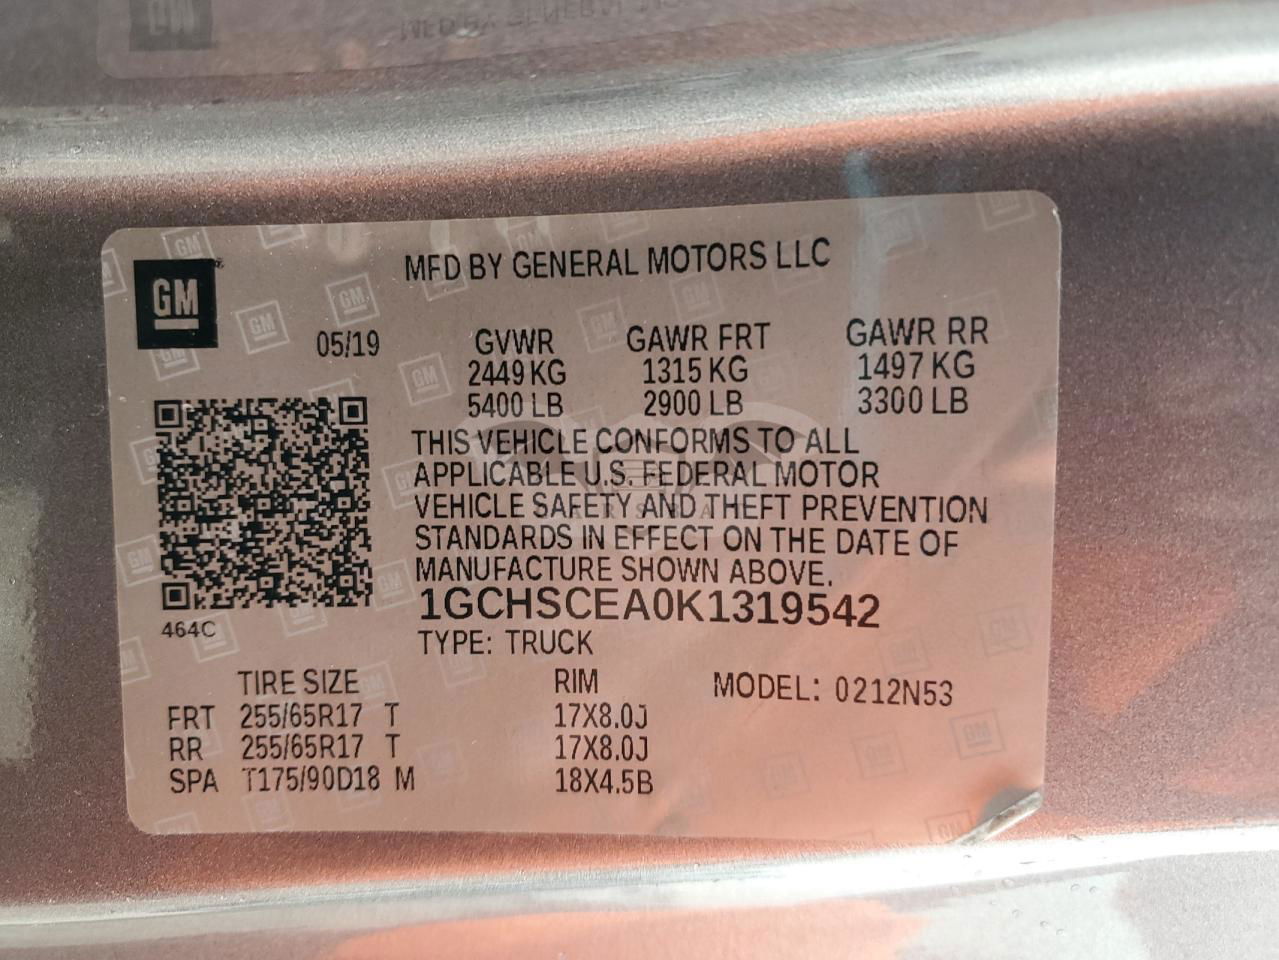 GM
MFD BY GENERAL MOTORS LLC
05/19 GVWR GAWR FRT GAWR RR
2449 KG 1315 KG 1497 KG
5400 LB 2900 LB 3300 LB
THIS VEHICLE CONFORMS TO ALL
APPLICABLE U.S. FEDERAL MOTOR
VEHICLE SAFETY AND THEFT PREVENTION
STANDARDS IN EFFECT ON THE DATE OF
MANUFACTURE SHOWN ABOVE.
1GCHSCEA0K1319542
464C
TYPE: TRUCK
TIRE SIZE RIM MODEL: 0212N53
FRT 255/65R17 T 17X8.0J
RR 255/65R17 T 17X8.0J
SPA T175/90D18 M 18X4.5B